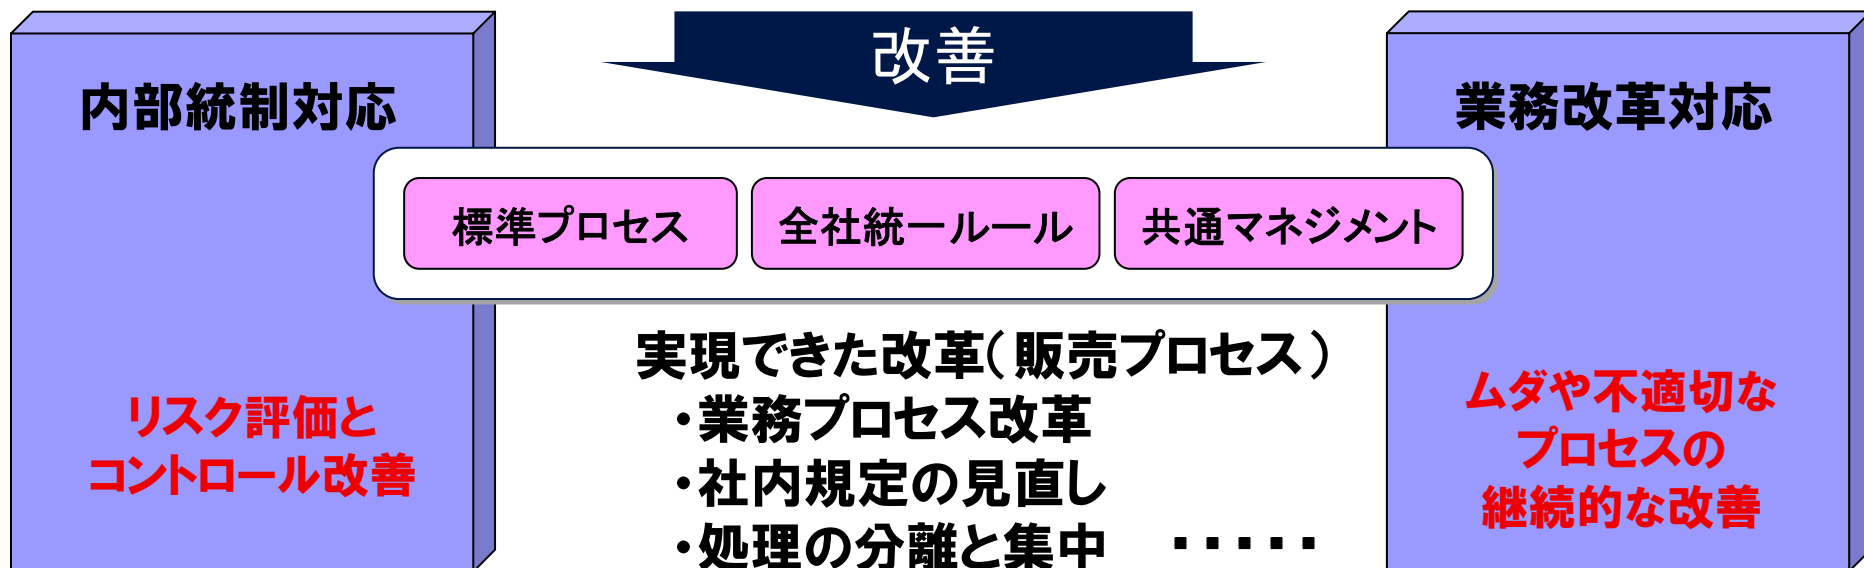 改善
内部統制対応
業務改革対応
標準プロセス
全社統一ルール
共通マネジメント
実現できた改革（販売プロセス）
・業務プロセス改革
・社内規定の見直し
・処理の分離と集中　・・・・・
リスク評価と
コントロール改善
ムダや不適切な
プロセスの
継続的な改善